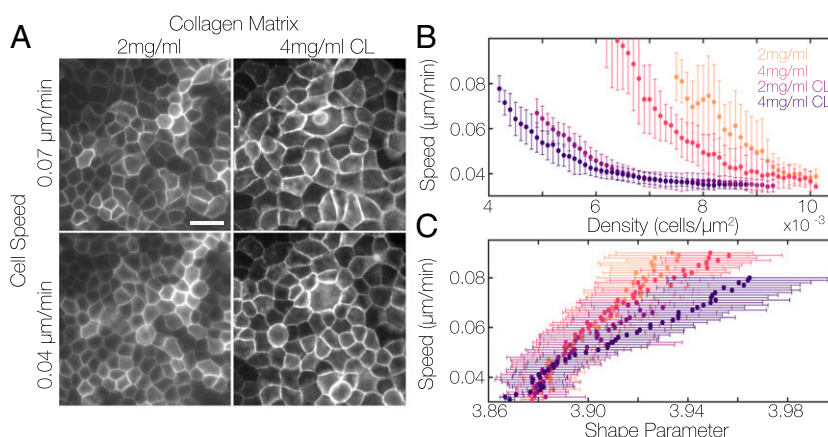 A
Collagen Matrix
2mg/ml 4mg/ml CL
Cell Speed
0.07 µm/min
0.04 µm/min
B
2mg/ml
4mg/ml
2mg/ml CL
4mg/ml CL
Speed (µm/min)
0.08
0.06
0.04
4 6 8 10
Density (cells/µm²) x10 -3
C
Speed (µm/min)
0.08
0.06
0.04
3.86 3.90 3.94 3.98
Shape Parameter